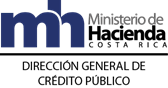 mh Ministerio de
Hacienda
COSTA RICA
DIRECCIÓN GENERAL DE
CRÉDITO PÚBLICO